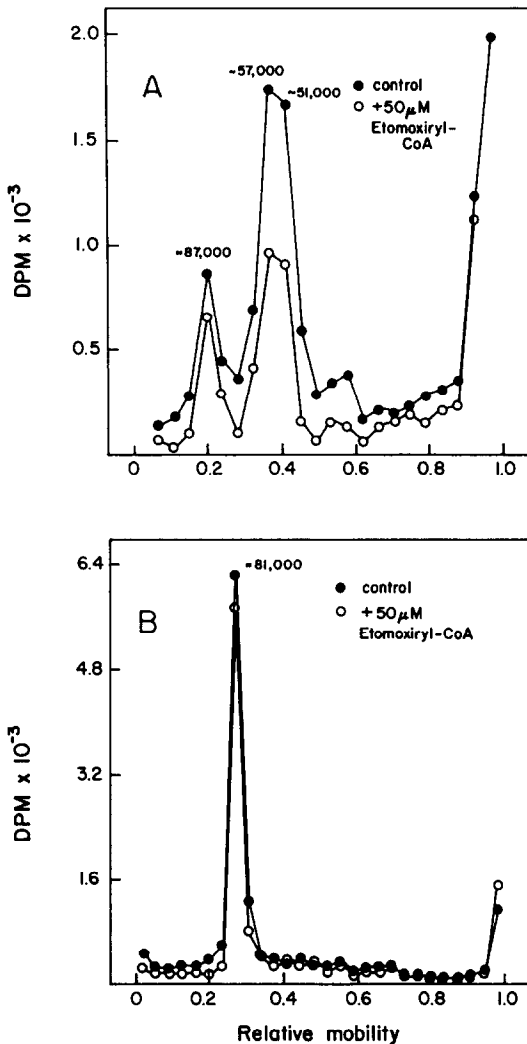 A
2.0
1.5
1.0
0.5
DPM x 10⁻³
~57,000
~51,000
≈87,000
control
+50μM
Etomoxiryl-
CoA
0 0.2 0.4 0.6 0.8 1.0
B
6.4
4.8
3.2
1.6
DPM x 10⁻³
≈81,000
control
+50μM
Etomoxiryl-CoA
0 0.2 0.4 0.6 0.8 1.0
Relative mobility